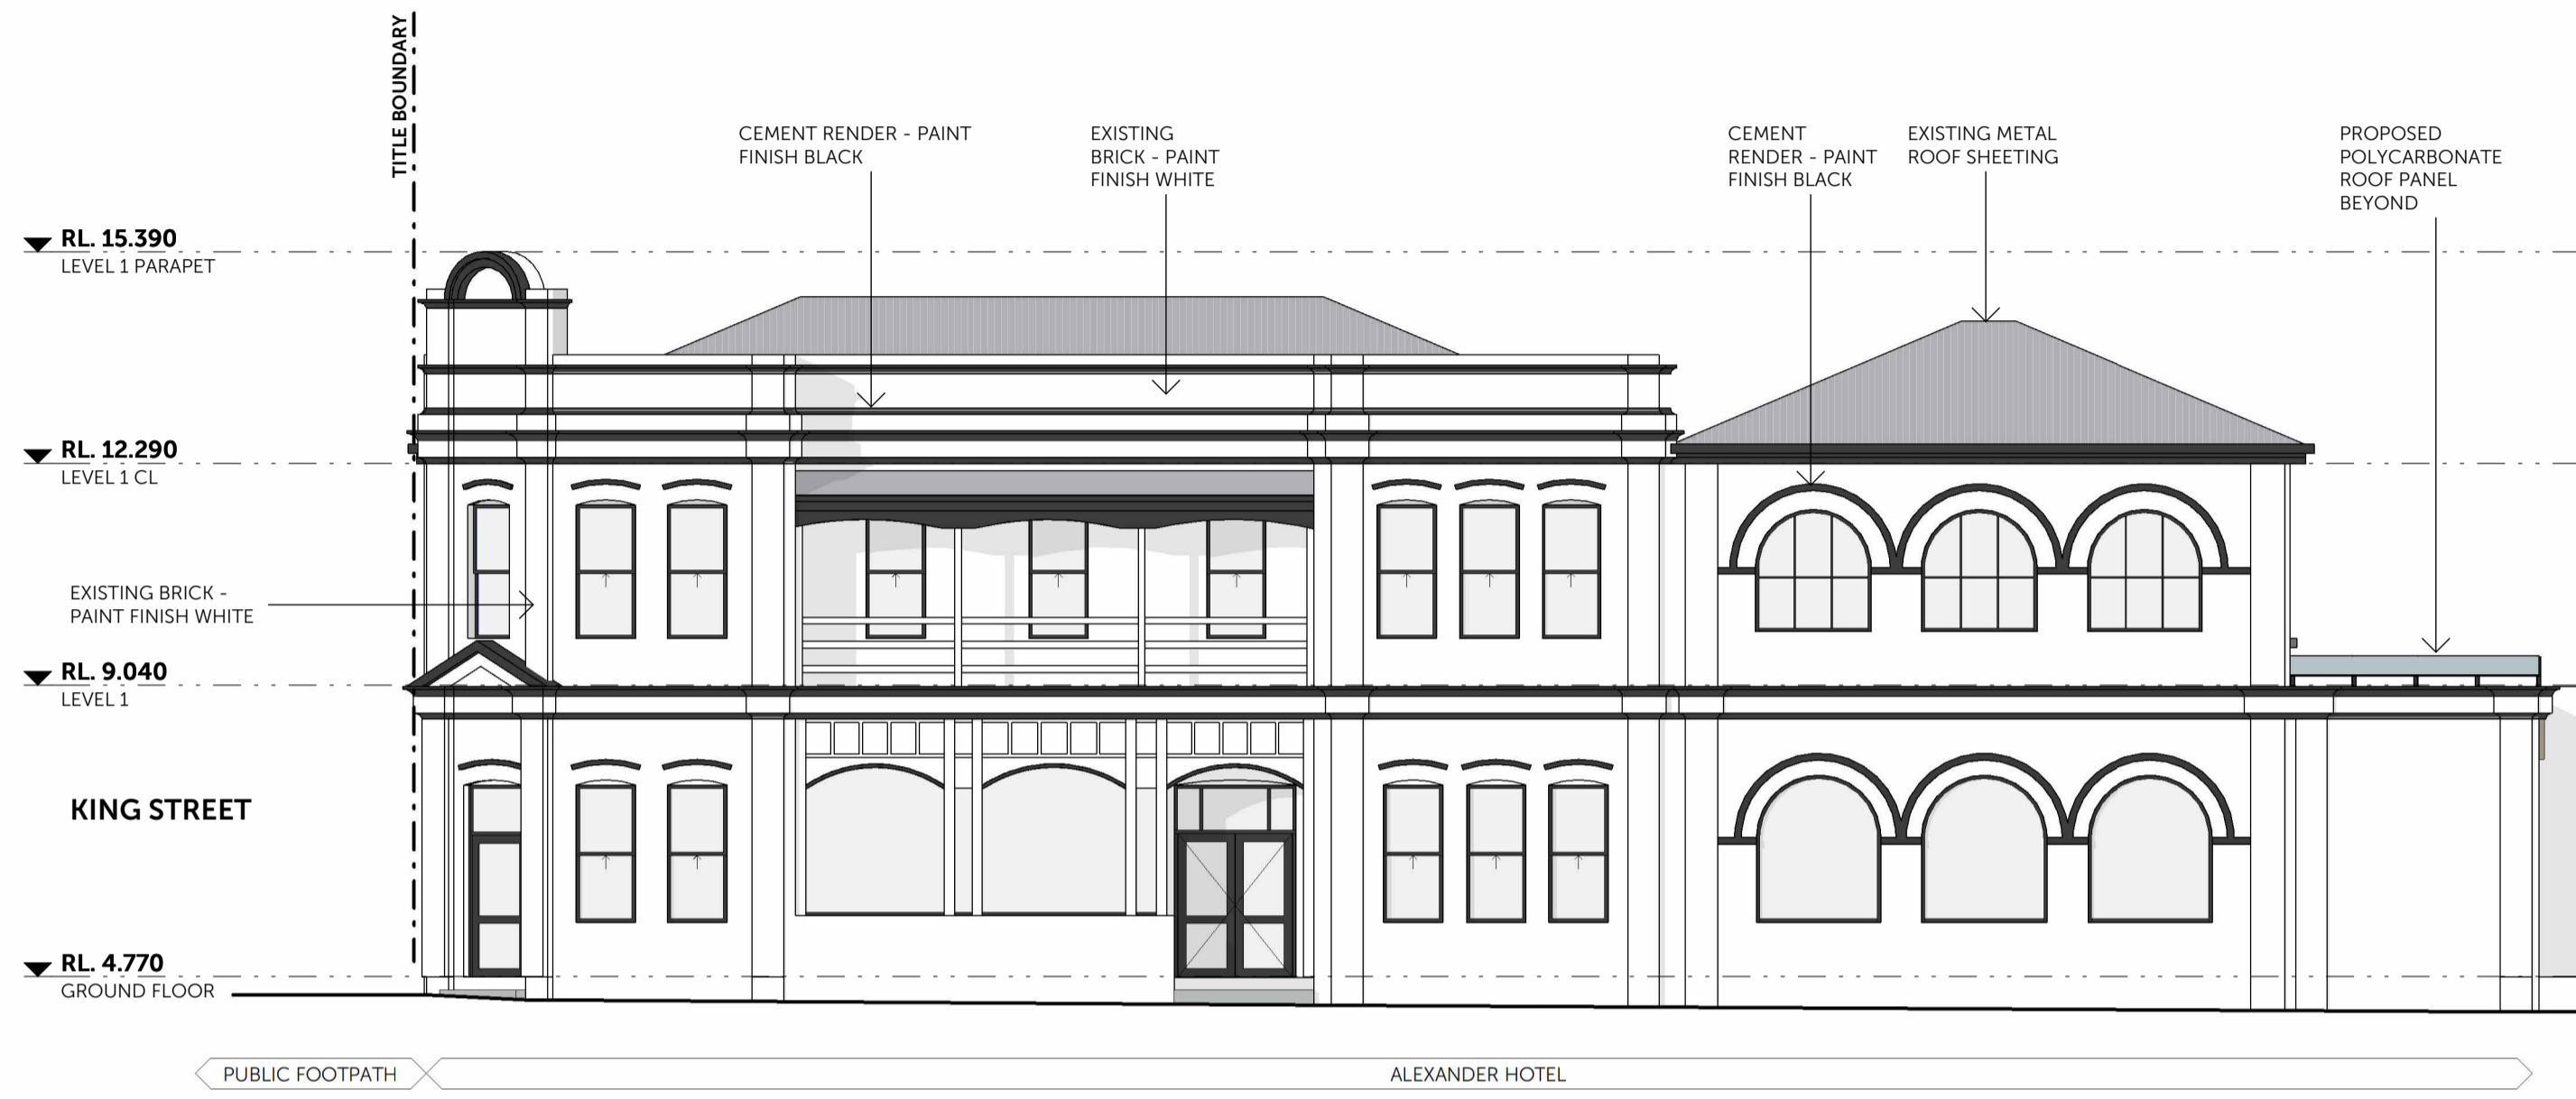 TITLE BOUNDARY
CEMENT RENDER - PAINT
FINISH BLACK
EXISTING
BRICK - PAINT
FINISH WHITE
CEMENT
RENDER - PAINT
FINISH BLACK
EXISTING METAL
ROOF SHEETING
PROPOSED
POLYCARBONATE
ROOF PANEL
BEYOND
RL. 15.390
LEVEL 1 PARAPET
RL. 12.290
LEVEL 1 CL
EXISTING BRICK -
PAINT FINISH WHITE
RL. 9.040
LEVEL 1
KING STREET
RL. 4.770
GROUND FLOOR
PUBLIC FOOTPATH
ALEXANDER HOTEL